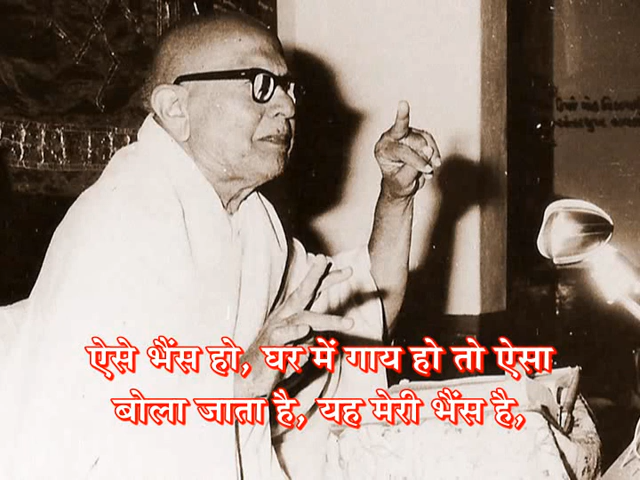 ऐसे भैंस हो, घर में गाय हो तो ऐसा
बोला जाता है, यह मेरी भैंस है,